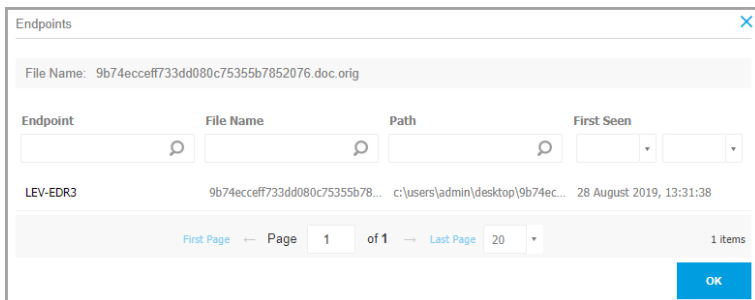 Endpoints
File Name: 9b74ecceff733dd080c75355b7852076.doc.orig
Endpoint File Name Path First Seen
LEV-EDR3 9b74ecceff733dd080c75355b78... c:\users\admin\desktop\9b74ec... 28 August 2019, 13:31:38
First Page ← Page 1 of 1 → Last Page 20 1 items
OK